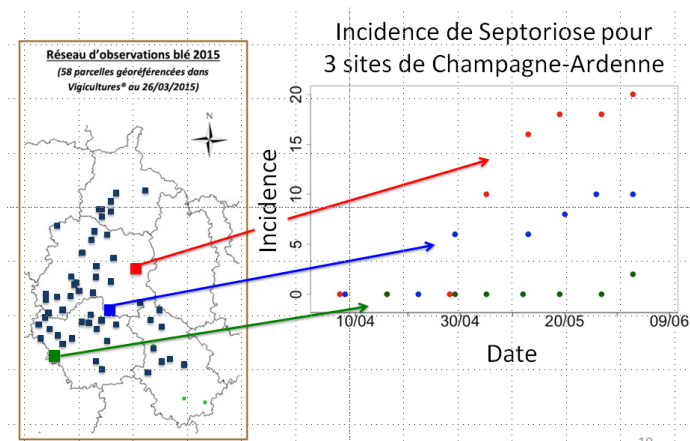 Incidence de Septoriose pour
3 sites de Champagne-Ardenne
Réseau d'observations blé 2015
(58 parcelles géoréférencées dans
Vigicultures® au 26/03/2015)
N
Incidence
20
15
10
5
0
10/04
30/04
20/05
09/06
Date